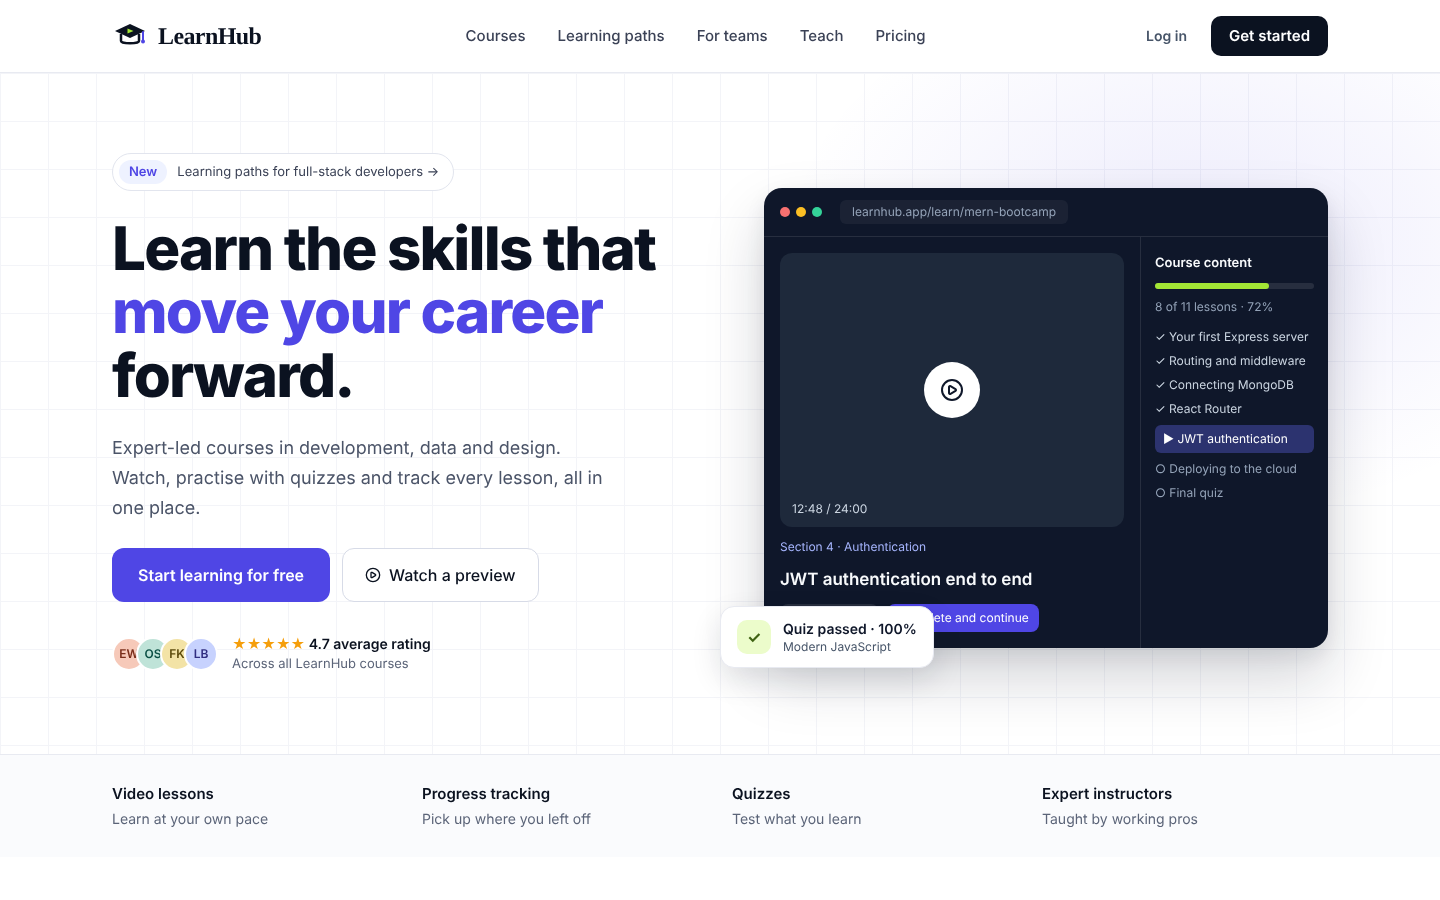 LearnHub
Courses
Learning paths
For teams
Teach
Pricing
Log in
Get started
New
Learning paths for full-stack developers →
Learn the skills that
move your career
forward.
Expert-led courses in development, data and design.
Watch, practise with quizzes and track every lesson, all in
one place.
Start learning for free
Watch a preview
OS
FK
LB
★★★★★ 4.7 average rating
Across all LearnHub courses
learnhub.app/learn/mern-bootcamp
12:48 / 24:00
Section 4 · Authentication
JWT authentication end to end
and continue
Quiz passed · 100%
Modern JavaScript
Course content
8 of 11 lessons · 72%
✓ Your first Express server
✓ Routing and middleware
✓ Connecting MongoDB
✓ React Router
▶ JWT authentication
○ Deploying to the cloud
○ Final quiz
Video lessons
Learn at your own pace
Progress tracking
Pick up where you left off
Quizzes
Test what you learn
Expert instructors
Taught by working pros